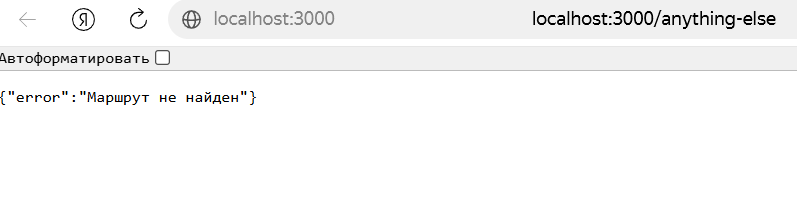 Я localhost:3000 localhost:3000/anything-else
Автоформатировать
{"error":"Маршрут не найден"}